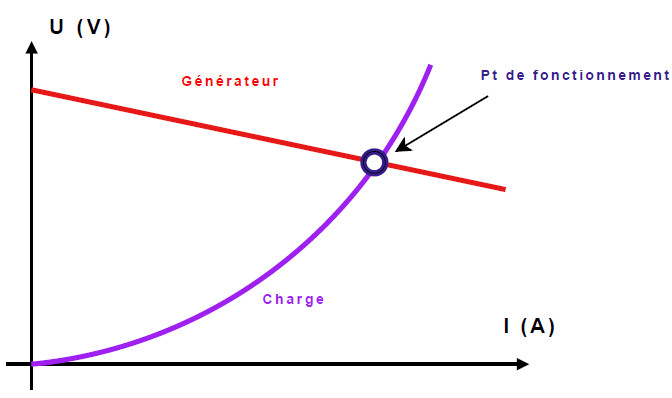 U (V)
Générateur
Pt de fonctionnement
Charge
I (A)